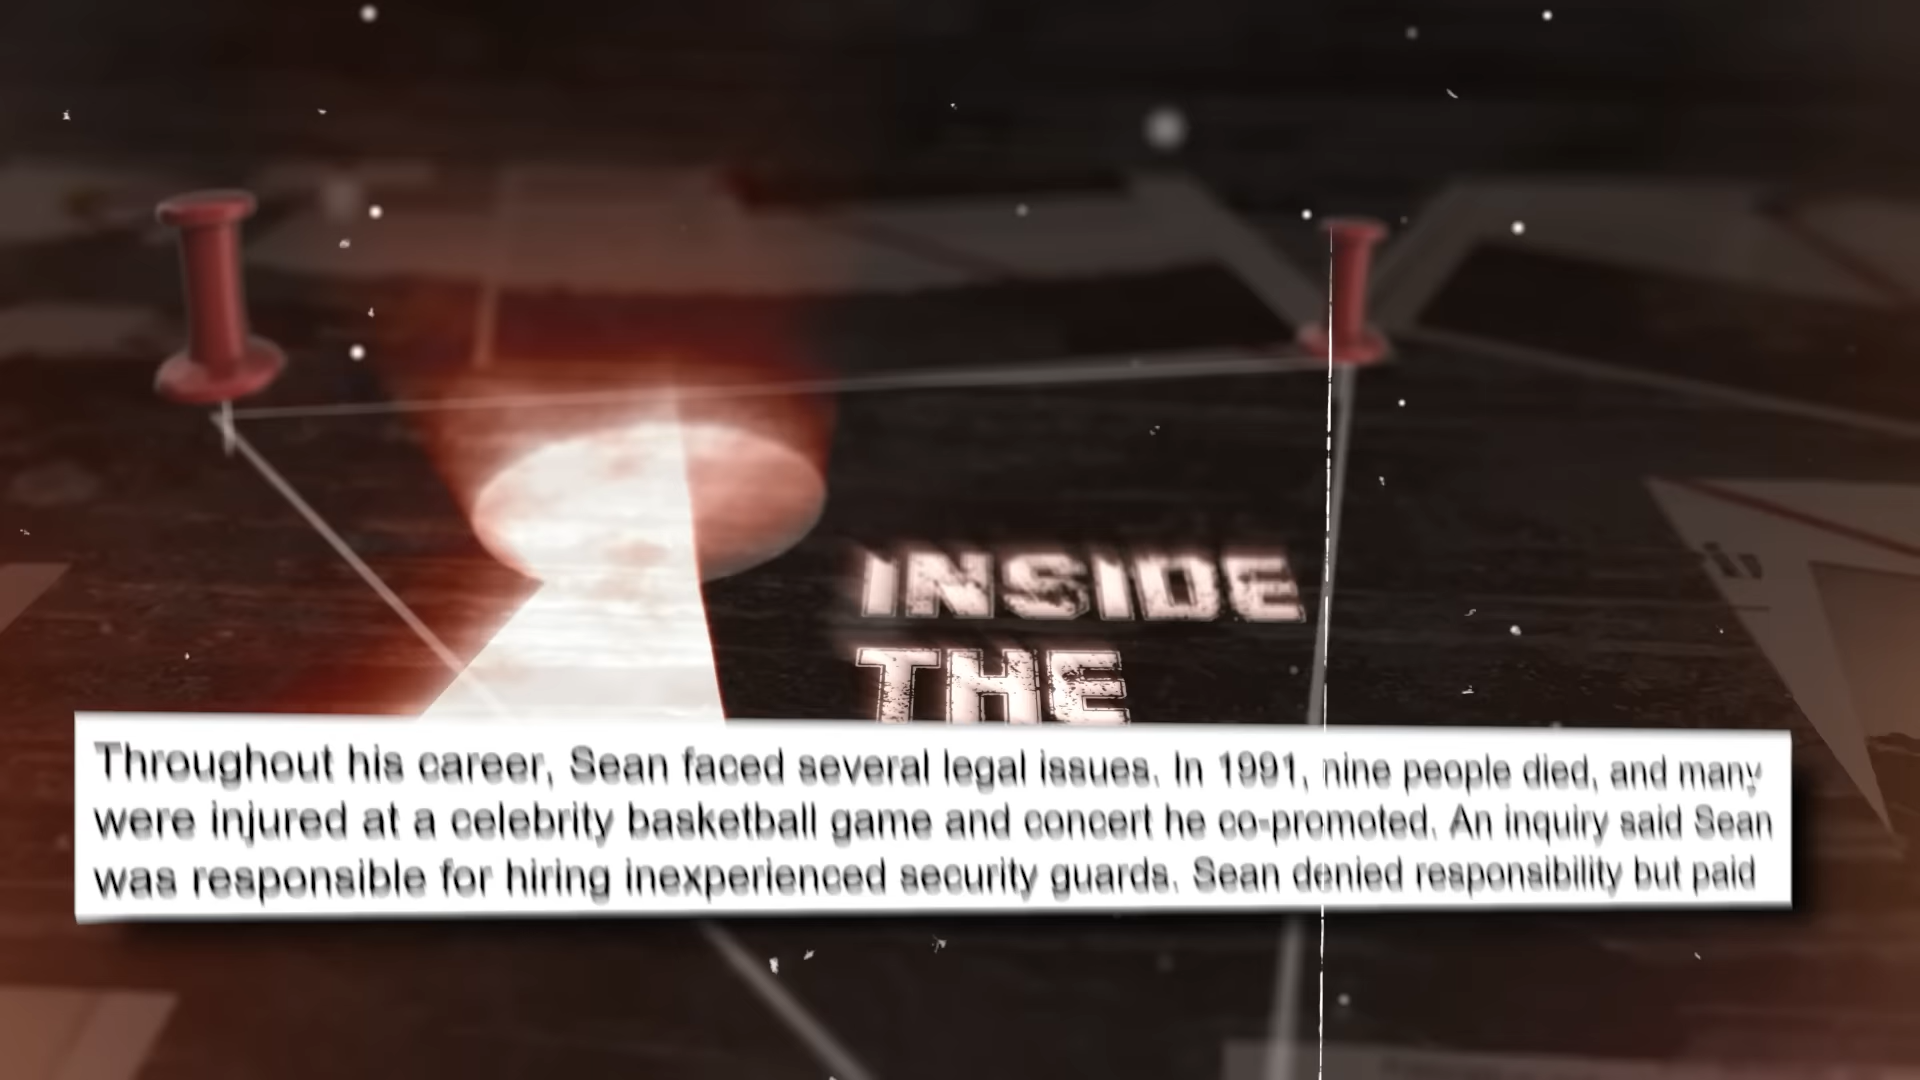 INSIDE
THE
Throughout his career, Sean faced several legal issues. In 1991, nine people died, and many
were injured at a celebrity basketball game and concert he co-promoted. An inquiry said Sean
was responsible for hiring inexperienced security guards. Sean denied responsibility but paid